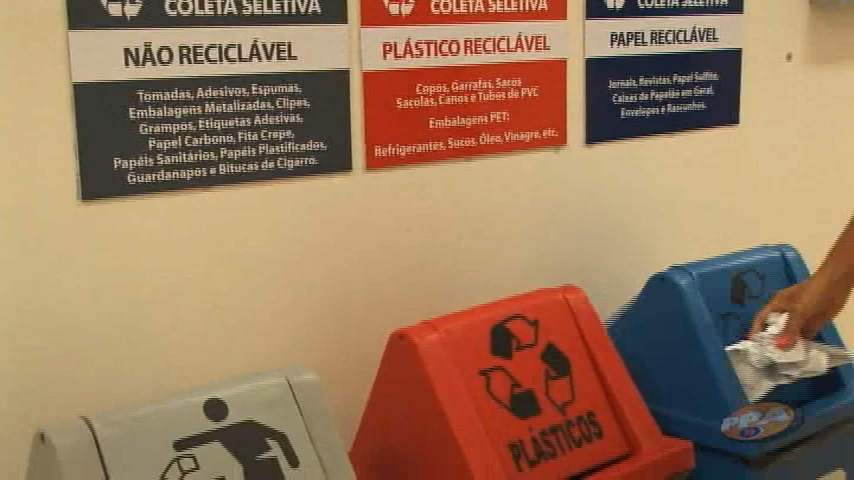 COLETA SELETIVA
NÃO RECICLÁVEL
Tomadas, Adesivos, Espumas,
Embalagens Metalizadas, Clipes,
Grampos, Etiquetas Adesivas,
Papel Carbono, Fita Crepe,
Papéis Sanitários, Papéis Plastificados,
Guardanapos e Bitucas de Cigarro.
COLETA SELETIVA
PLÁSTICO RECICLÁVEL
Copos, Garrafas, Sacos
Sacolas, Canos e Tubos de PVC
Embalagens PET:
Refrigerantes, Sucos, Óleo, Vinagre, etc.
COLETA SELETIVA
PAPEL RECICLÁVEL
Jornais, Revistas, Papel Sulfite,
Caixas de Papelão em Geral,
Envelopes e Rascunhos.
PLÁSTICOS